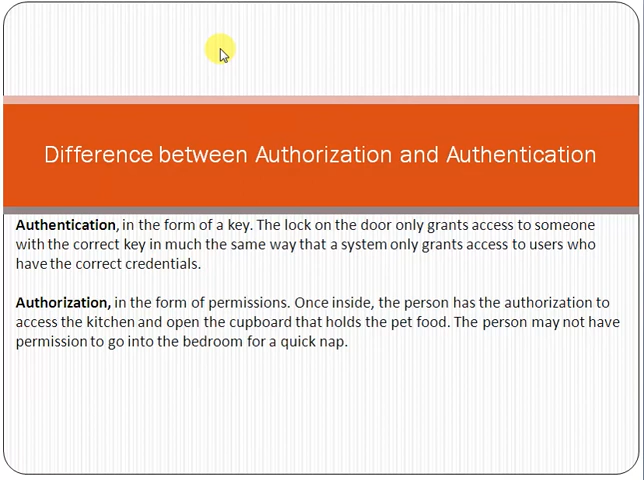 Difference between Authorization and Authentication
Authentication, in the form of a key. The lock on the door only grants access to someone
with the correct key in much the same way that a system only grants access to users who
have the correct credentials.
Authorization, in the form of permissions. Once inside, the person has the authorization to
access the kitchen and open the cupboard that holds the pet food. The person may not have
permission to go into the bedroom for a quick nap.